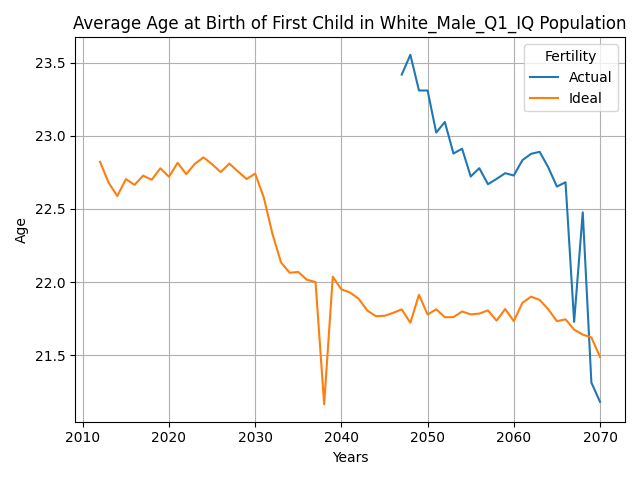 Average Age at Birth of First Child in White_Male_Q1_IQ Population
Fertility
Actual
Ideal
23.5
23.0
22.5
22.0
21.5
Age
2010
2020
2030
2040
2050
2060
2070
Years